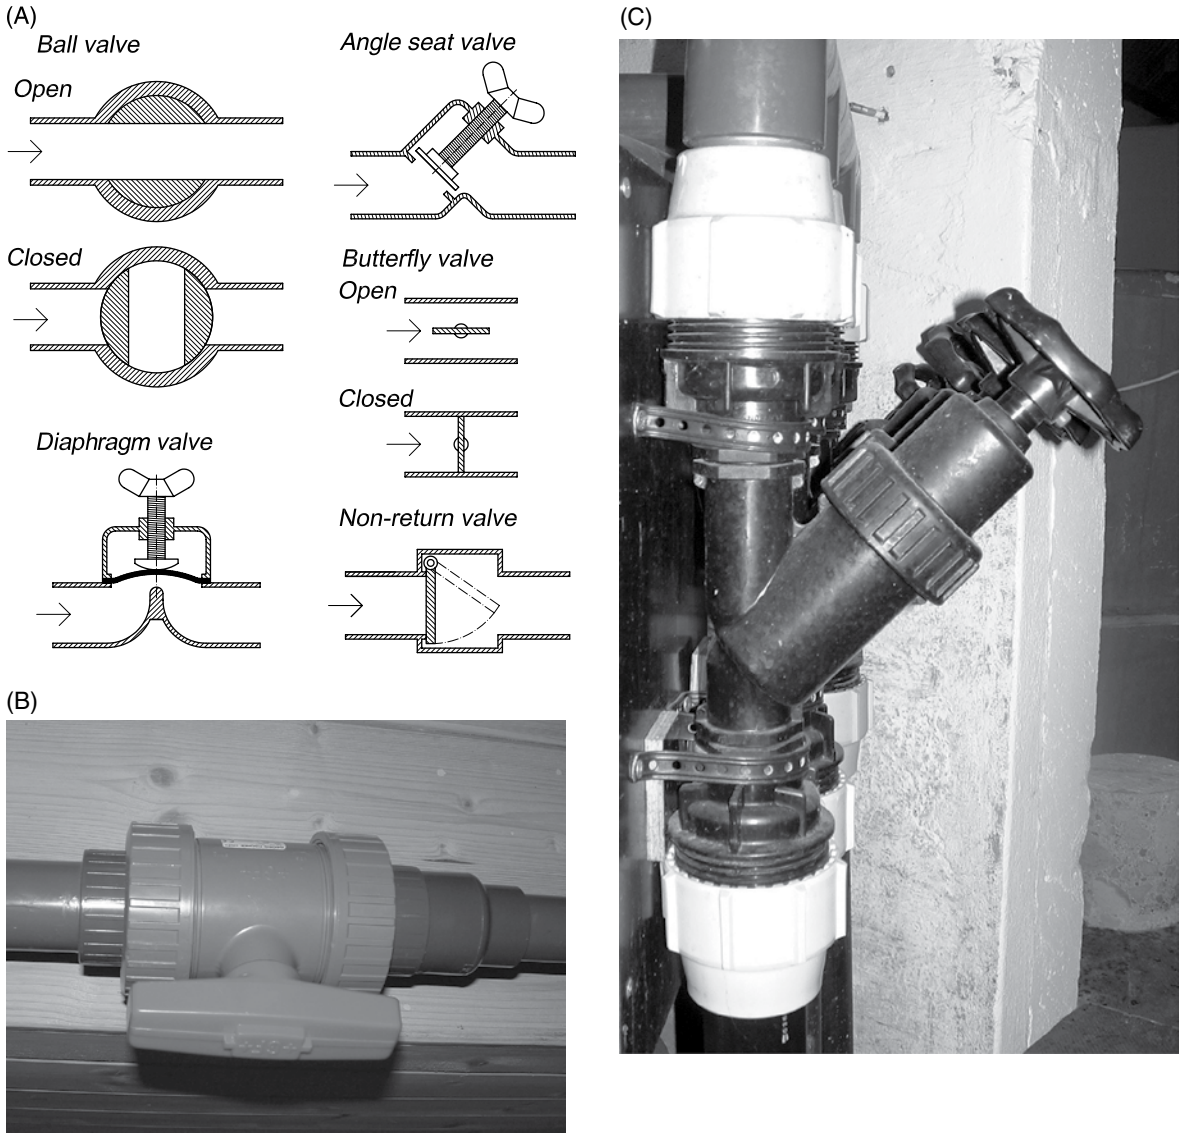 (A)
Ball valve
Open
Closed
Diaphragm valve
Angle seat valve
Butterfly valve
Open
Closed
Non-return valve
(B)
(C)